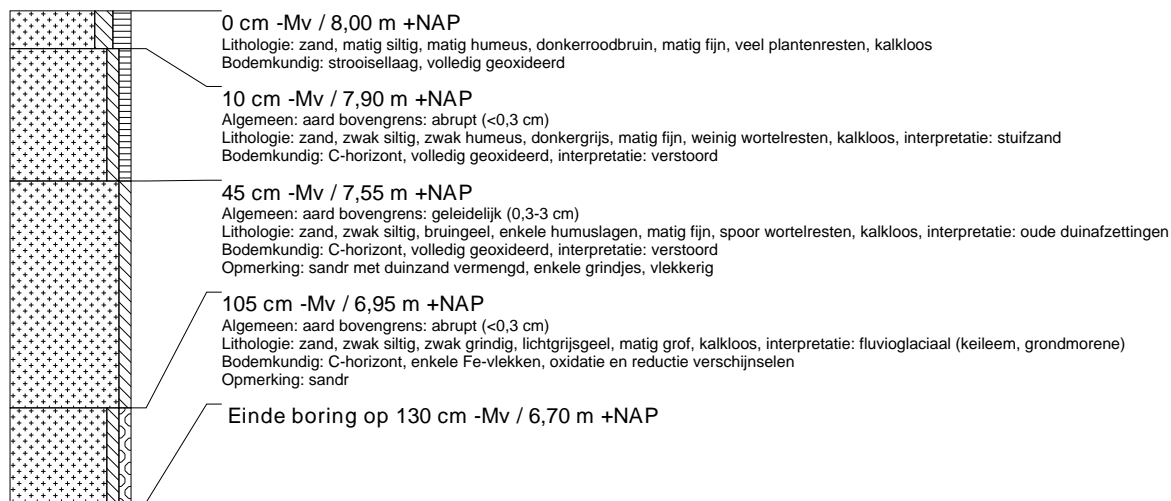 0 cm -Mv / 8,00 m +NAP
Lithologie: zand, matig siltig, matig humeus, donkerroodbruin, matig fijn, veel plantenresten, kalkloos
Bodemkundig: strooisellaag, volledig geoxideerd
10 cm -Mv / 7,90 m +NAP
Algemeen: aard bovengrens: abrupt (<0,3 cm)
Lithologie: zand, zwak siltig, zwak humeus, donkergrijs, matig fijn, weinig wortelresten, kalkloos, interpretatie: stuifzand
Bodemkundig: C-horizont, volledig geoxideerd, interpretatie: verstoord
45 cm -Mv / 7,55 m +NAP
Algemeen: aard bovengrens: geleidelijk (0,3-3 cm)
Lithologie: zand, zwak siltig, bruingeel, enkele humuslagen, matig fijn, spoor wortelresten, kalkloos, interpretatie: oude duinafzettingen
Bodemkundig: C-horizont, volledig geoxideerd, interpretatie: verstoord
Opmerking: sandr met duinzand vermengd, enkele grindjes, vlekkerig
105 cm -Mv / 6,95 m +NAP
Algemeen: aard bovengrens: abrupt (<0,3 cm)
Lithologie: zand, zwak siltig, zwak grindig, lichtgrijsgeel, matig grof, kalkloos, interpretatie: fluvioglaciaal (keileem, grondmorene)
Bodemkundig: C-horizont, enkele Fe-vlekken, oxidatie en reductie verschijnselen
Opmerking: sandr
Einde boring op 130 cm -Mv / 6,70 m +NAP